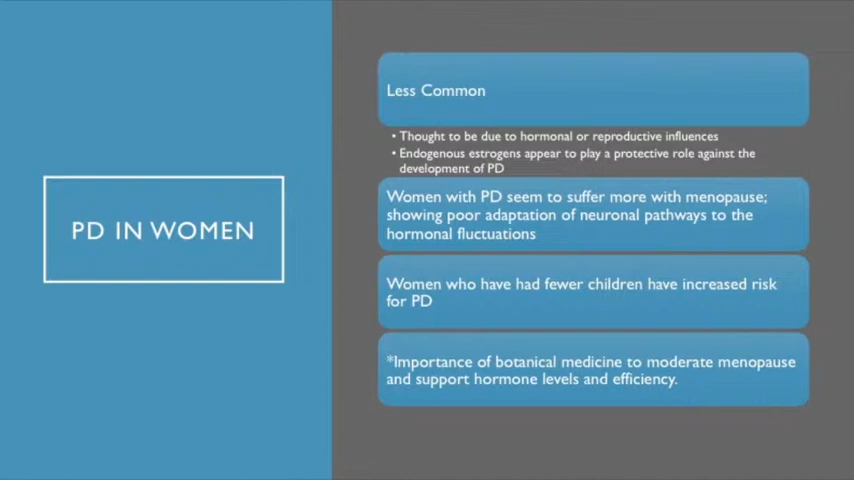 PD IN WOMEN
Less Common
• Thought to be due to hormonal or reproductive influences
• Endogenous estrogens appear to play a protective role against the
development of PD
Women with PD seem to suffer more with menopause;
showing poor adaptation of neuronal pathways to the
hormonal fluctuations
Women who have had fewer children have increased risk
for PD
*Importance of botanical medicine to moderate menopause
and support hormone levels and efficiency.